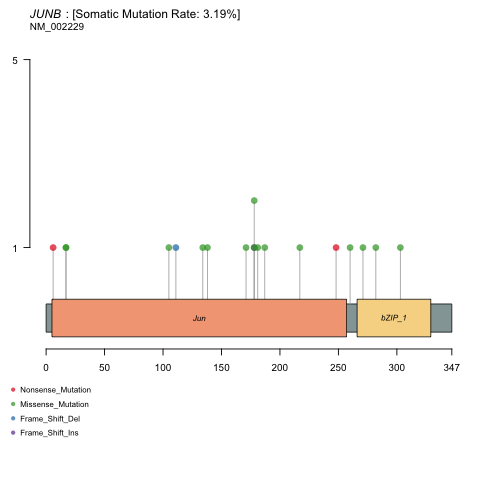 JUNB : [Somatic Mutation Rate: 3.19%]
NM_002229
5
1
Jun
bZIP_1
0 50 100 150 200 250 300 347
Nonsense_Mutation
Missense_Mutation
Frame_Shift_Del
Frame_Shift_Ins